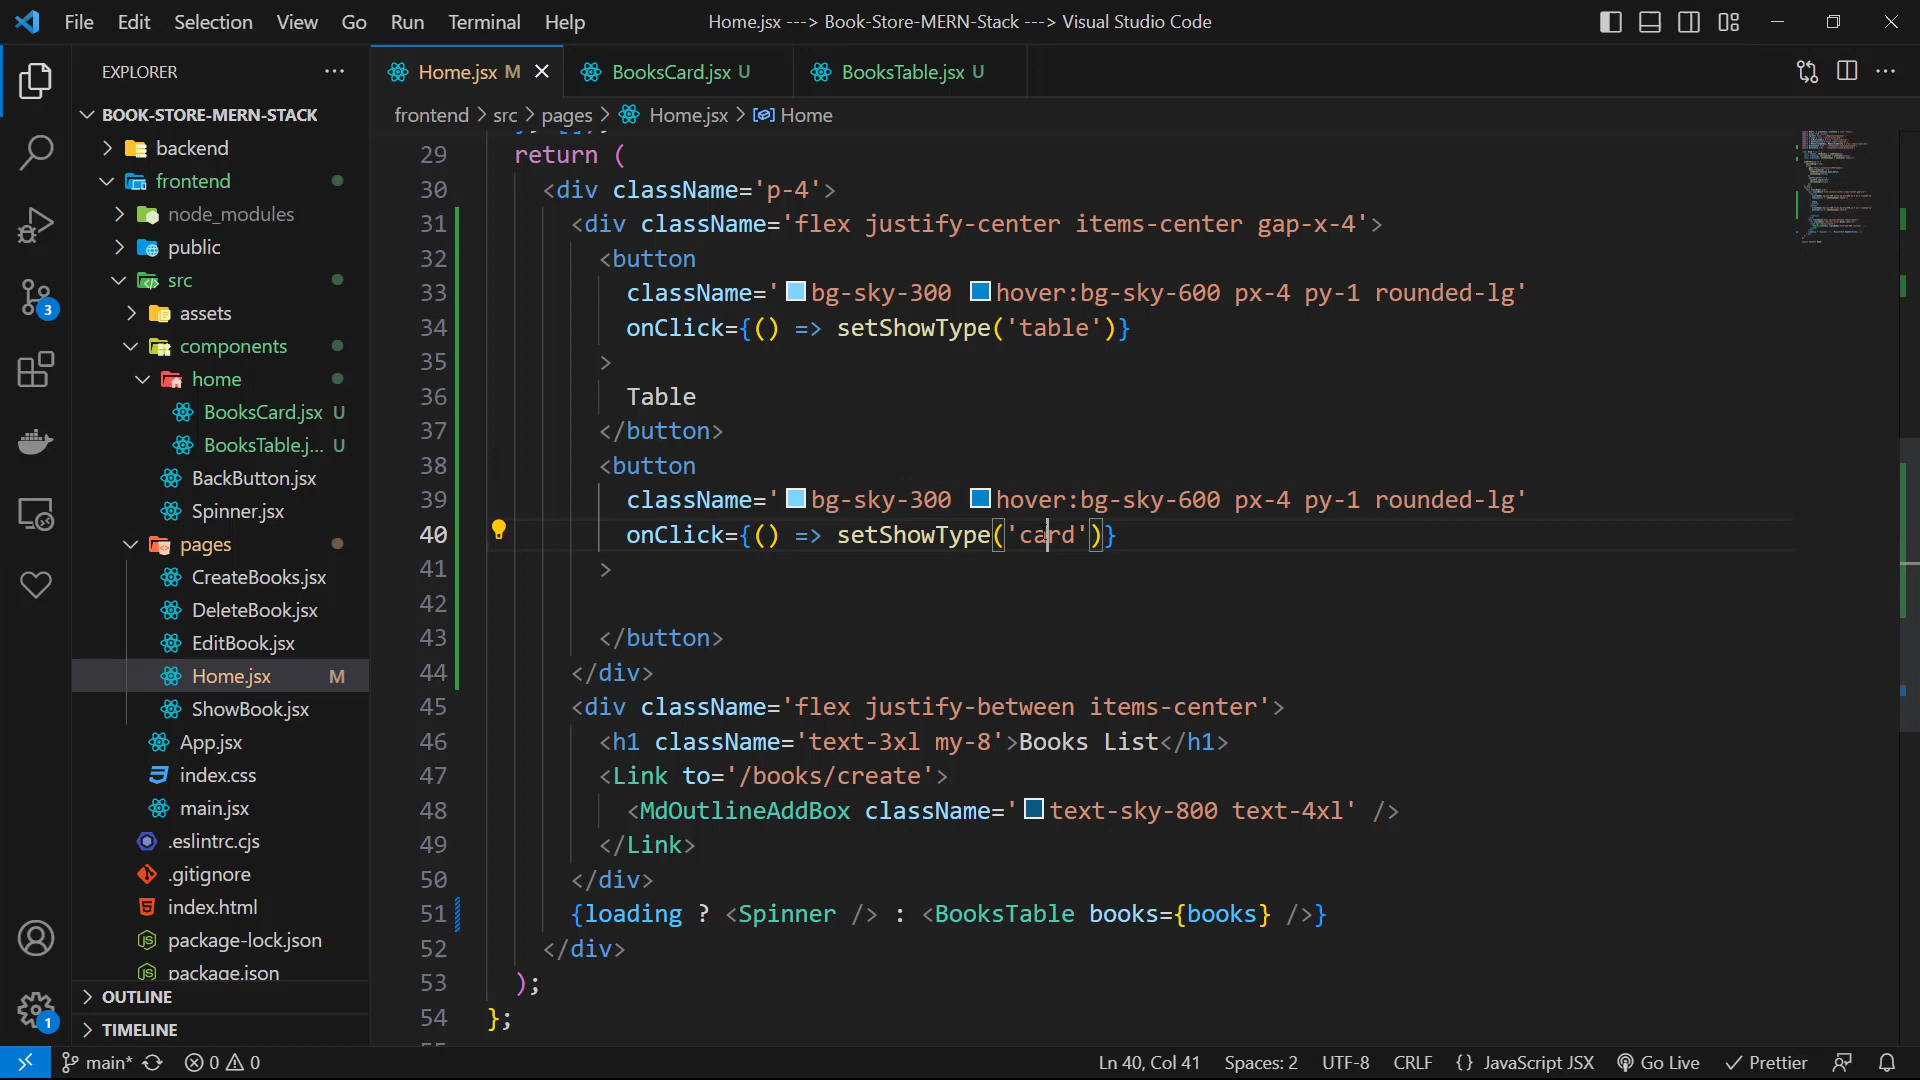 File Edit Selection View Go Run Terminal Help
Home.jsx ---> Book-Store-MERN-Stack ---> Visual Studio Code
EXPLORER
BOOK-STORE-MERN-STACK
backend
frontend
node_modules
public
src
assets
components
home
BooksCard.jsx U
BooksTable.j... U
BackButton.jsx
Spinner.jsx
pages
CreateBooks.jsx
DeleteBook.jsx
EditBook.jsx
Home.jsx M
ShowBook.jsx
App.jsx
index.css
main.jsx
.eslintrc.cjs
.gitignore
index.html
package-lock.json
package.json
OUTLINE
TIMELINE
3
1
Home.jsx M
BooksCard.jsx U
BooksTable.jsx U
frontend > src > pages > Home.jsx > Home
29 return (
30 <div className='p-4'>
31 <div className='flex justify-center items-center gap-x-4'>
32 <button
33 className='bg-sky-300 hover:bg-sky-600 px-4 py-1 rounded-lg'
34 onClick={() => setShowType('table')}
35 >
36 Table
37 </button>
38 <button
39 className='bg-sky-300 hover:bg-sky-600 px-4 py-1 rounded-lg'
40 onClick={() => setShowType('card')}
41 >
42
43 </button>
44 </div>
45 <div className='flex justify-between items-center'>
46 <h1 className='text-3xl my-8'>Books List</h1>
47 <Link to='/books/create'>
48 <MdOutlineAddBox className='text-sky-800 text-4xl' />
49 </Link>
50 </div>
51 {loading ? <Spinner /> : <BooksTable books={books} />}
52 </div>
53 );
54 };
main* 0 0
Ln 40, Col 41 Spaces: 2 UTF-8 CRLF {} JavaScript JSX Go Live Prettier